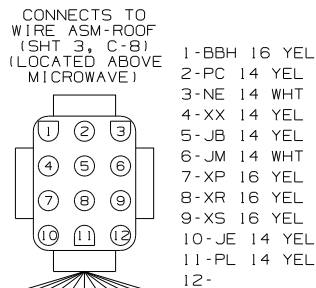 CONNECTS TO
WIRE ASM-ROOF
(SHT 3, C-8)
(LOCATED ABOVE
MICROWAVE)
1 2 3
4 5 6
7 8 9
10 11 12
1-BBH 16 YEL
2-PC 14 YEL
3-NE 14 WHT
4-XX 14 YEL
5-JB 14 YEL
6-JM 14 WHT
7-XP 16 YEL
8-XR 16 YEL
9-XS 16 YEL
10-JE 14 YEL
11-PL 14 YEL
12-